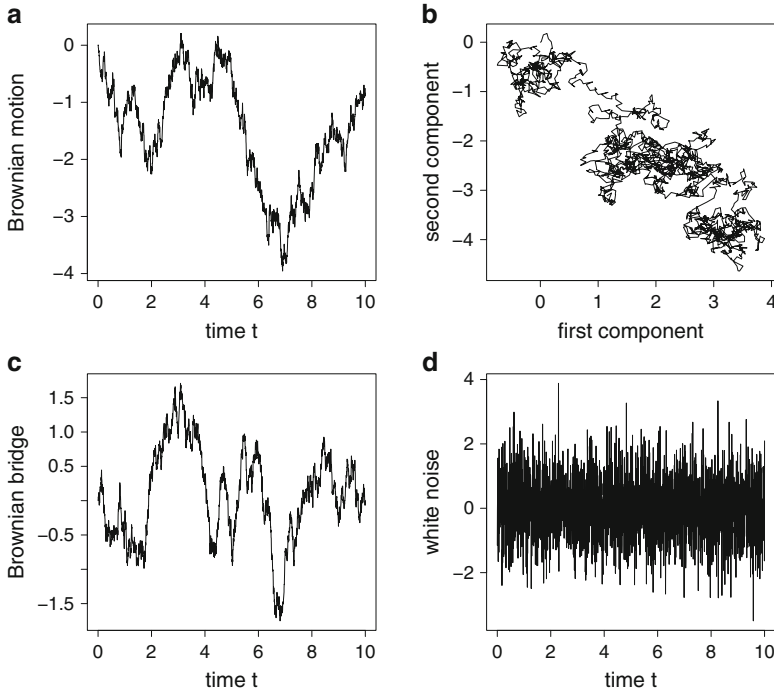 a
0
−1
−2
−3
−4
Brownian motion
0 2 4 6 8 10
time t
b
0
−1
−2
−3
−4
second component
0 1 2 3 4
first component
c
1.5
1.0
0.5
−0.5
−1.5
Brownian bridge
0 2 4 6 8 10
time t
d
4
2
0
−2
white noise
0 2 4 6 8 10
time t